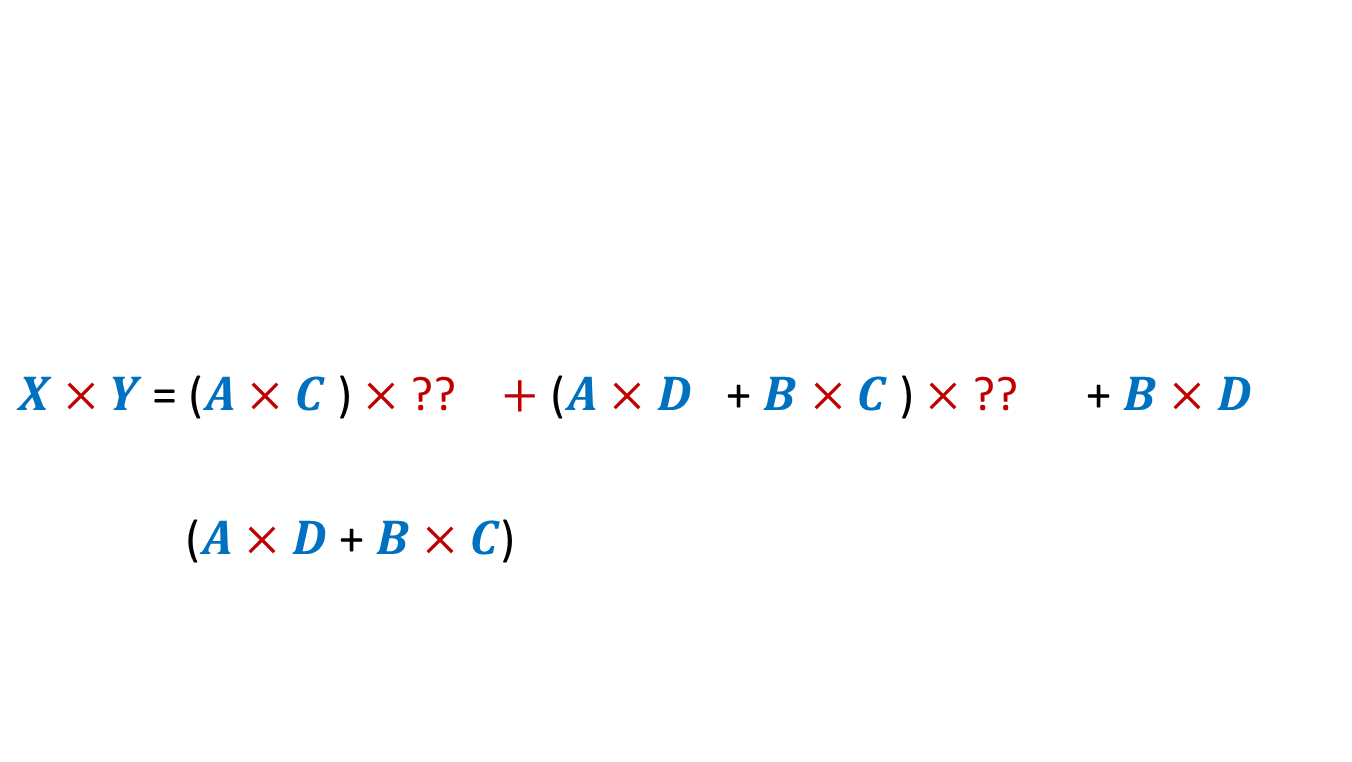 X × Y = (A × C ) × ?? + (A × D + B × C ) × ?? + B × D
(A × D + B × C)